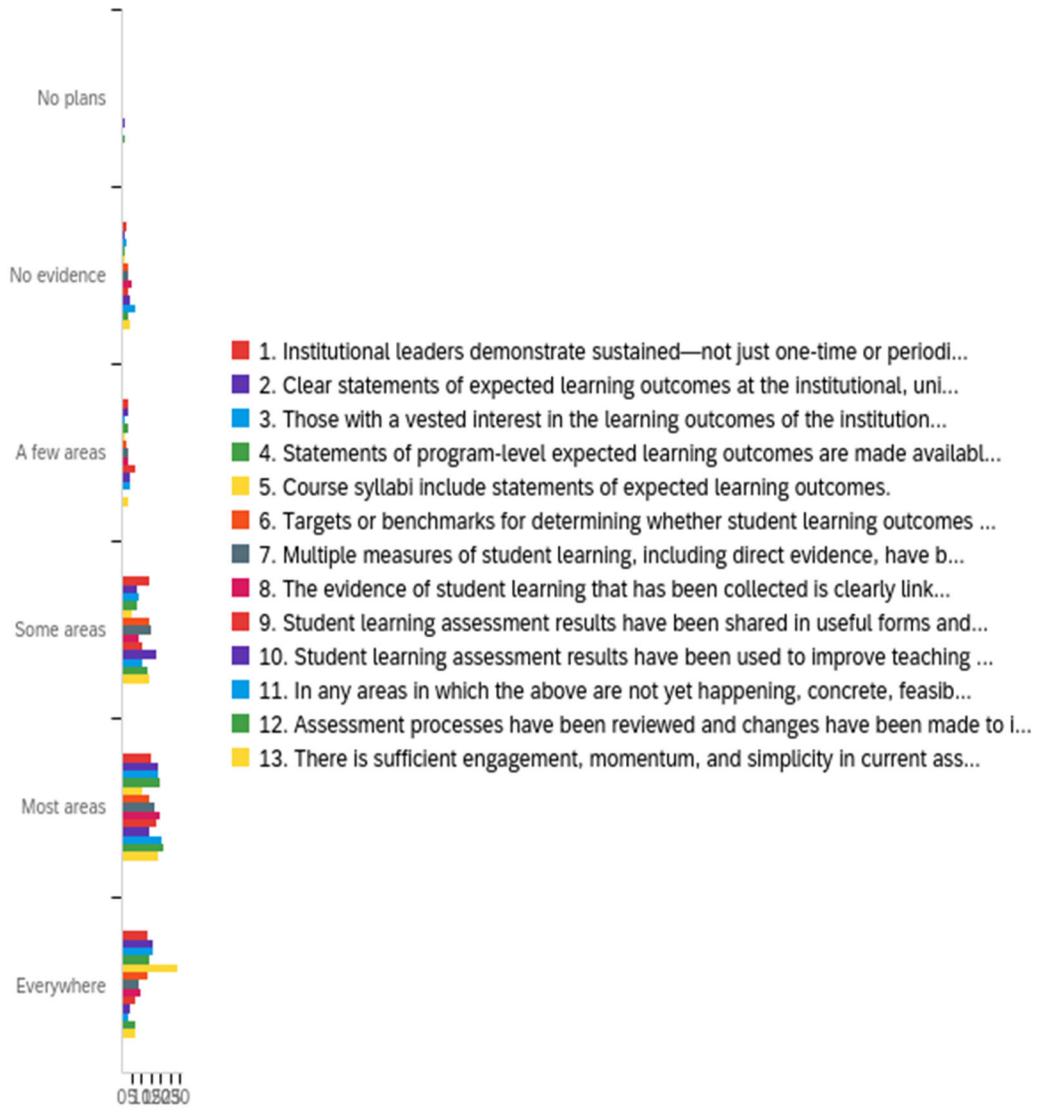 No plans
No evidence
A few areas
Some areas
Most areas
Everywhere
1. Institutional leaders demonstrate sustained—not just one-time or periodi...
2. Clear statements of expected learning outcomes at the institutional, uni...
3. Those with a vested interest in the learning outcomes of the institution...
4. Statements of program-level expected learning outcomes are made availabl...
5. Course syllabi include statements of expected learning outcomes.
6. Targets or benchmarks for determining whether student learning outcomes ...
7. Multiple measures of student learning, including direct evidence, have b...
8. The evidence of student learning that has been collected is clearly link...
9. Student learning assessment results have been shared in useful forms and...
10. Student learning assessment results have been used to improve teaching ...
11. In any areas in which the above are not yet happening, concrete, feasib...
12. Assessment processes have been reviewed and changes have been made to i...
13. There is sufficient engagement, momentum, and simplicity in current ass...